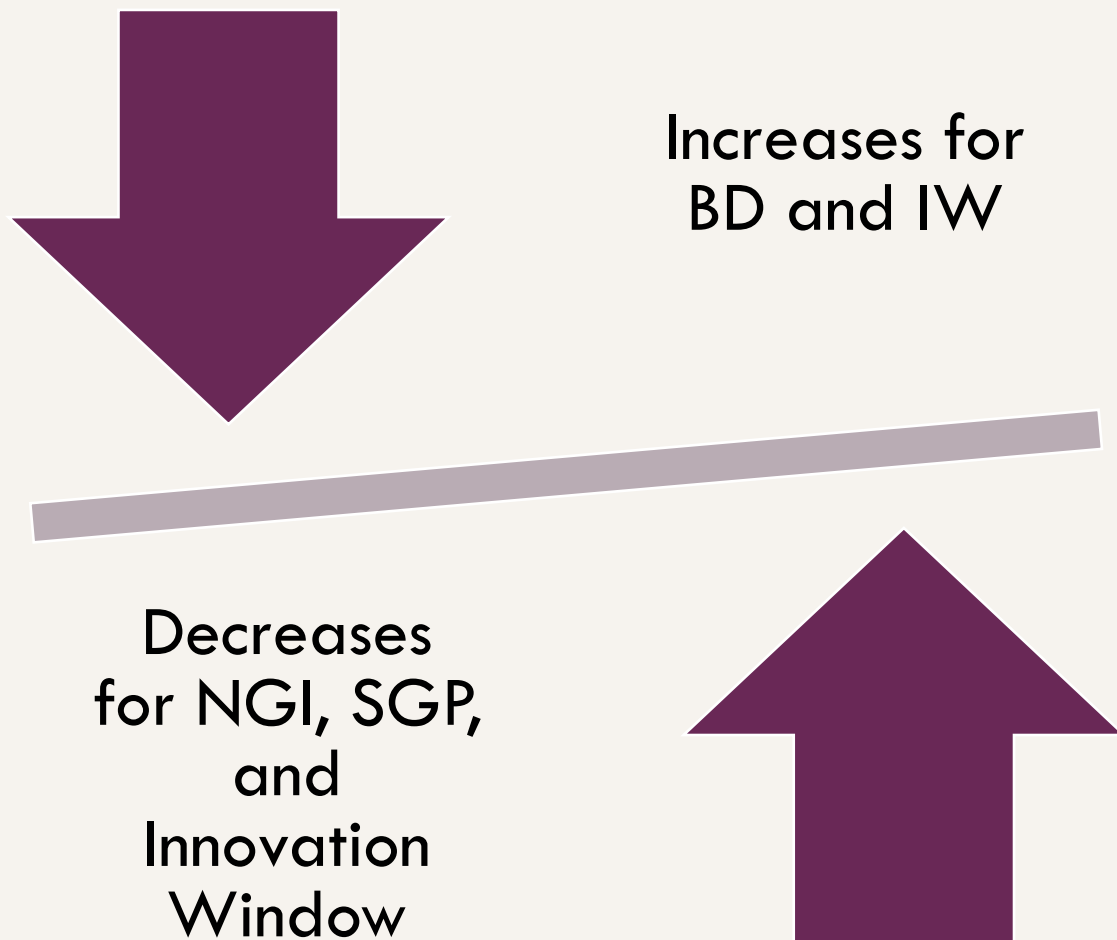 Increases for
BD and IW
Decreases
for NGI, SGP,
and
Innovation
Window